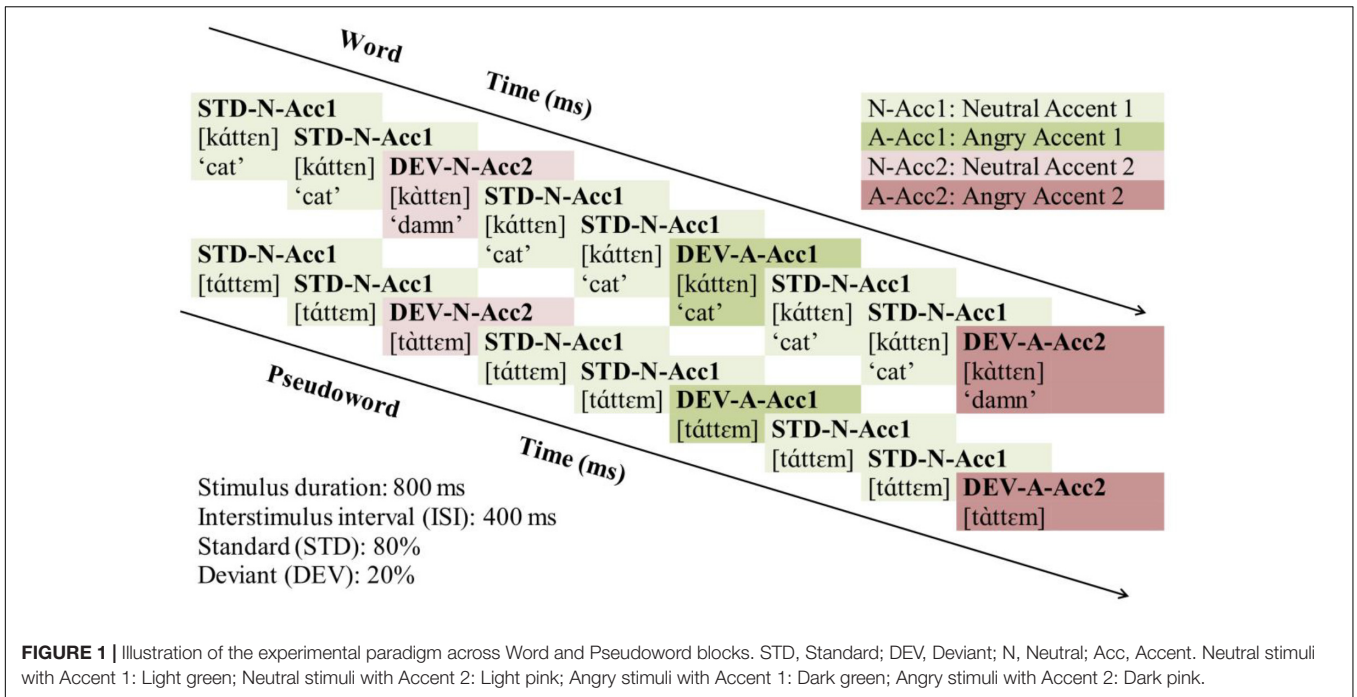 Word
Time (ms)
STD-N-Acc1
[káttɛn]
‘cat’
STD-N-Acc1
[káttɛn]
‘cat’
DEV-N-Acc2
[kàttɛn]
‘damn’
STD-N-Acc1
[káttɛn]
‘cat’
STD-N-Acc1
[káttɛn]
‘cat’
DEV-A-Acc1
[káttɛn]
‘cat’
STD-N-Acc1
[káttɛn]
‘cat’
STD-N-Acc1
[káttɛn]
‘cat’
DEV-A-Acc2
[kàttɛn]
‘damn’
N-Acc1: Neutral Accent 1
A-Acc1: Angry Accent 1
N-Acc2: Neutral Accent 2
A-Acc2: Angry Accent 2
STD-N-Acc1
[táttɛm]
STD-N-Acc1
[táttɛm]
DEV-N-Acc2
[tàttɛm]
STD-N-Acc1
[táttɛm]
STD-N-Acc1
[táttɛm]
DEV-A-Acc1
[táttɛm]
STD-N-Acc1
[táttɛm]
STD-N-Acc1
[táttɛm]
DEV-A-Acc2
[tàttɛm]
Pseudoword
Time (ms)
Stimulus duration: 800 ms
Interstimulus interval (ISI): 400 ms
Standard (STD): 80%
Deviant (DEV): 20%
FIGURE 1 | Illustration of the experimental paradigm across Word and Pseudoword blocks. STD, Standard; DEV, Deviant; N, Neutral; Acc, Accent. Neutral stimuli
with Accent 1: Light green; Neutral stimuli with Accent 2: Light pink; Angry stimuli with Accent 1: Dark green; Angry stimuli with Accent 2: Dark pink.